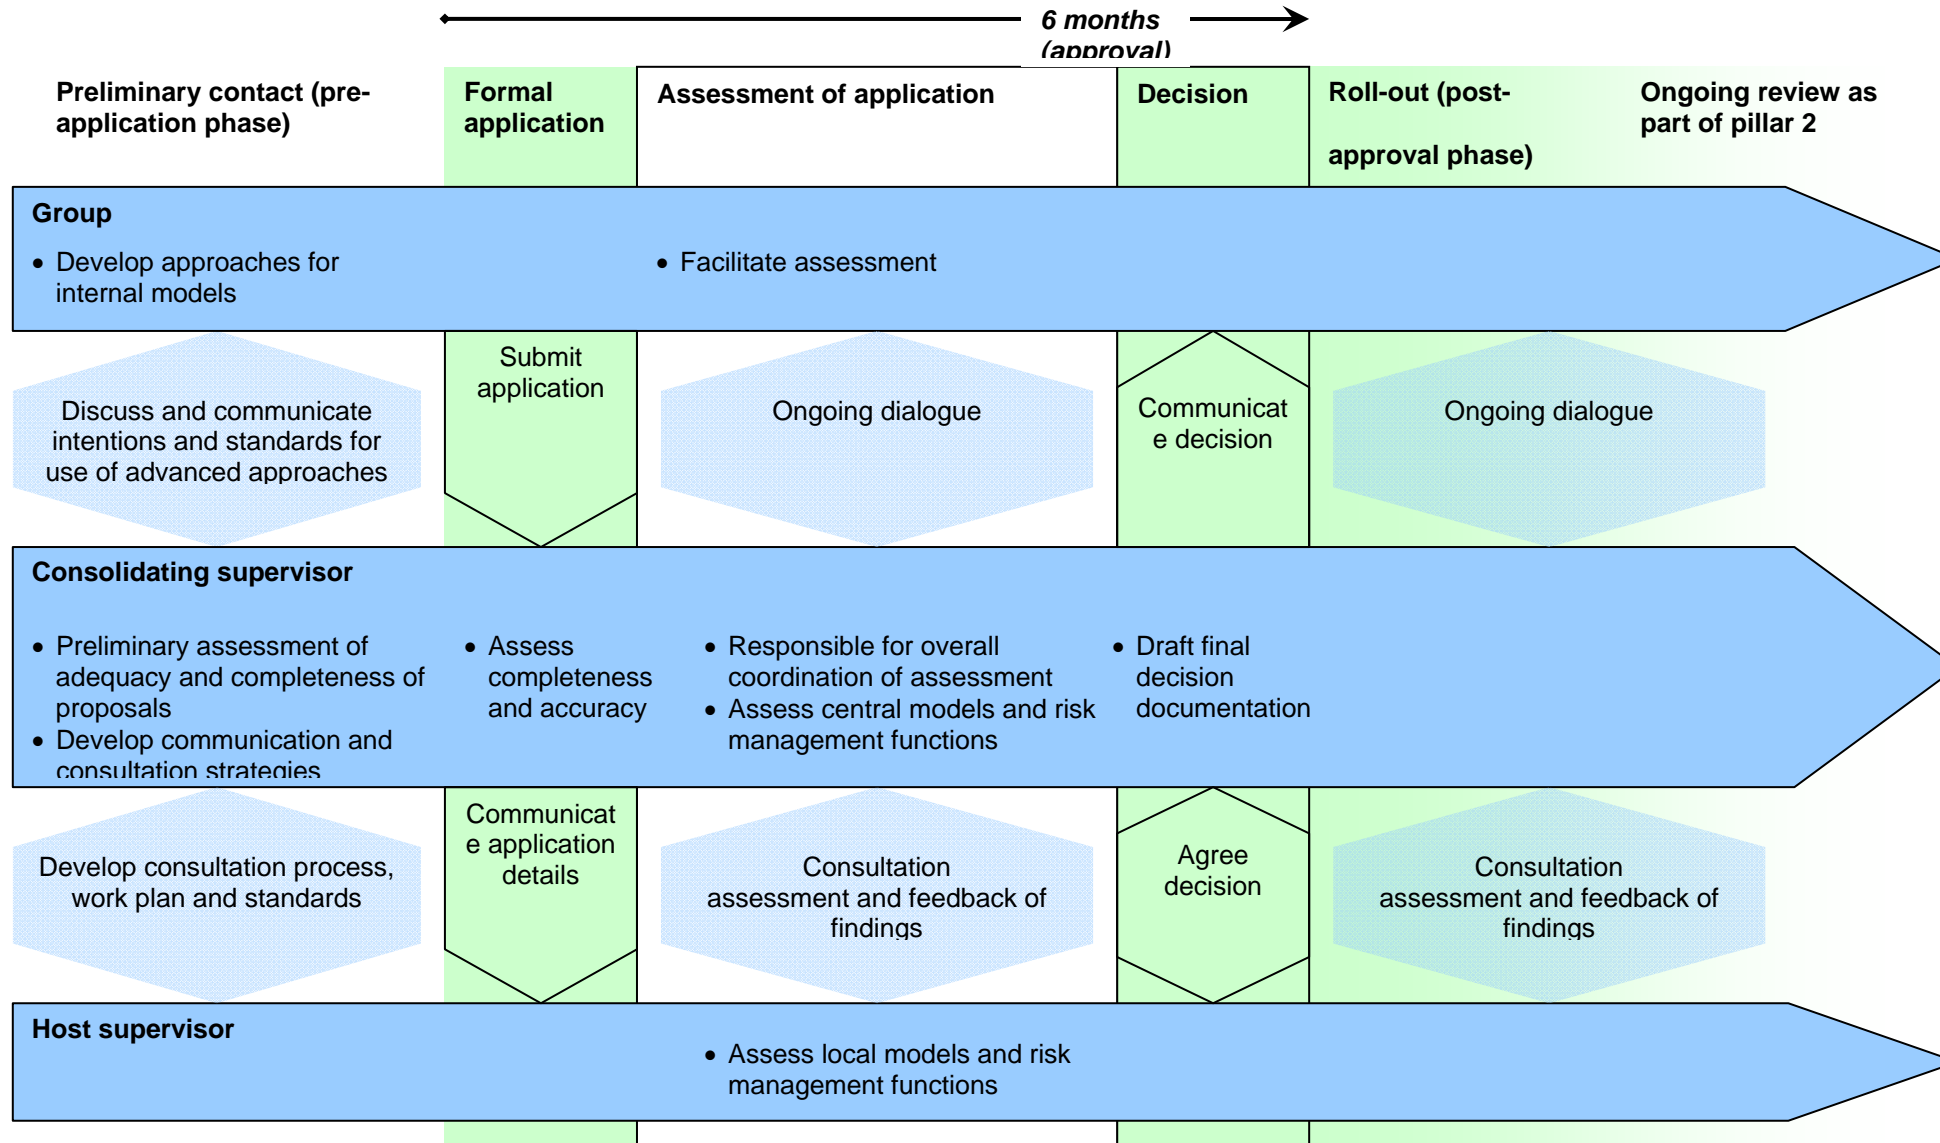 6 months
(approval)
Preliminary contact (pre-
application phase)
Formal
application
Assessment of application
Decision
Roll-out (post-
approval phase)
Ongoing review as
part of pillar 2
Group
• Develop approaches for
internal models
• Facilitate assessment
Discuss and communicate
intentions and standards for
use of advanced approaches
Submit
application
Ongoing dialogue
Communicat
e decision
Ongoing dialogue
Consolidating supervisor
• Preliminary assessment of
adequacy and completeness of
proposals
• Develop communication and
consultation strategies
• Assess
completeness
and accuracy
• Responsible for overall
coordination of assessment
• Assess central models and risk
management functions
• Draft final
decision
documentation
Develop consultation process,
work plan and standards
Communicat
e application
details
Consultation
assessment and feedback of
findings
Agree
decision
Consultation
assessment and feedback of
findings
Host supervisor
• Assess local models and risk
management functions